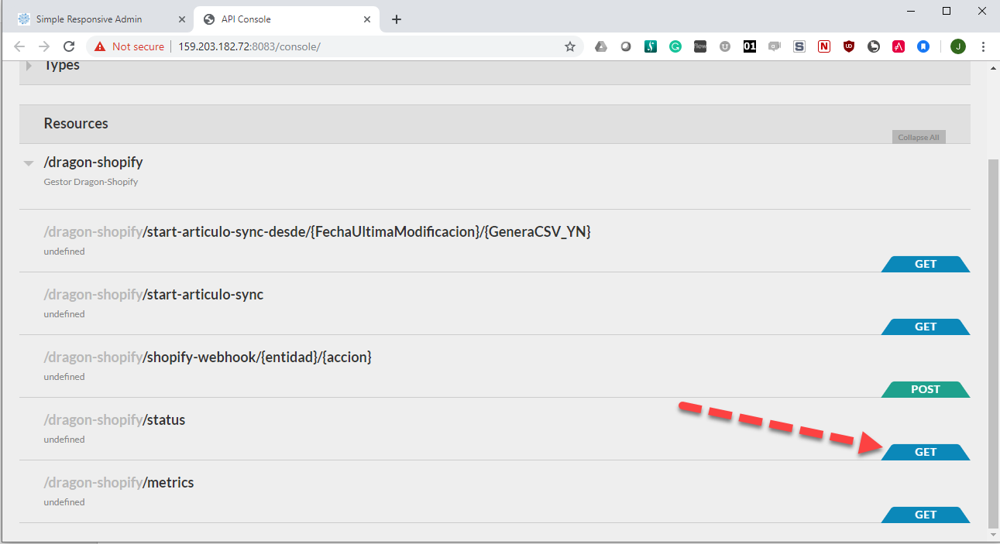 Simple Responsive Admin
API Console
Not secure
159.203.182.72:8083/console/
flow
U
01
S
N
UD
J
Types
Resources
Collapse All
/dragon-shopify
Gestor Dragon-Shopify
/dragon-shopify/start-articulo-sync-desde/{FechaUltimaModificacion}/{GeneraCSV_YN}
undefined
GET
/dragon-shopify/start-articulo-sync
undefined
GET
/dragon-shopify/shopify-webhook/{entidad}/{accion}
undefined
POST
/dragon-shopify/status
undefined
GET
/dragon-shopify/metrics
undefined
GET